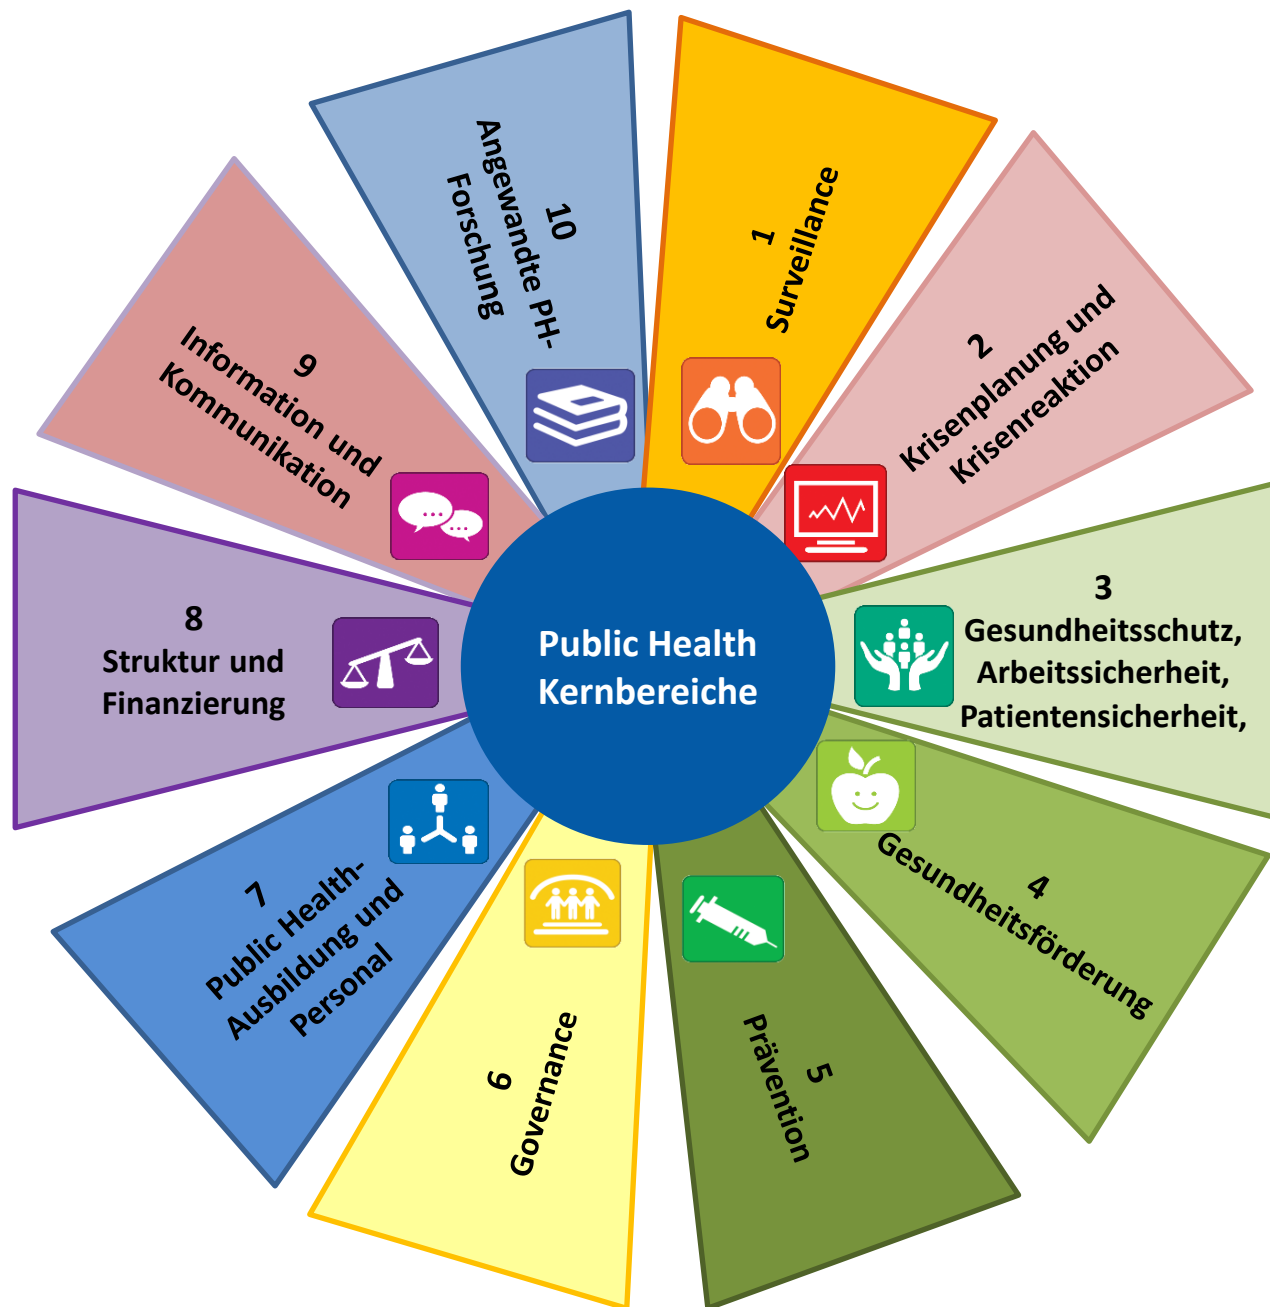 Public Health
Kernbereiche
1
Surveillance
2
Krisenplanung und
Krisenreaktion
3
Gesundheitsschutz,
Arbeitssicherheit,
Patientensicherheit,
4
Gesundheitsförderung
5
Prävention
6
Governance
7
Public Health-
Ausbildung und
Personal
8
Struktur und
Finanzierung
9
Information und
Kommunikation
10
Angewandte PH-
Forschung